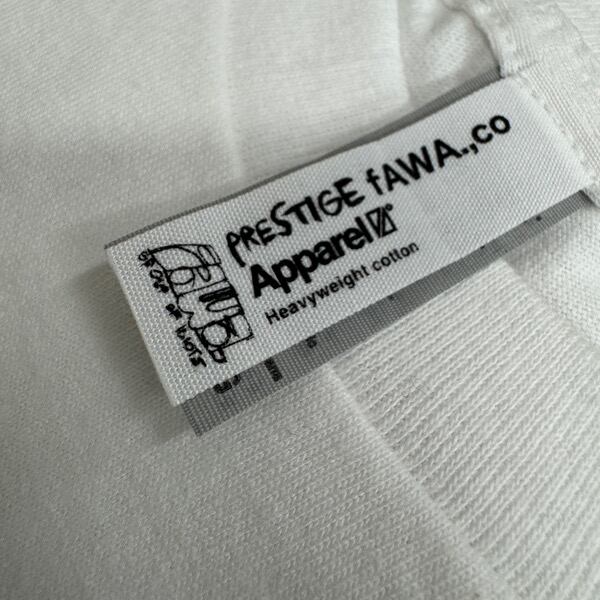 PRESTIGE fAWA.,co
Apparel
Heavyweight cotton